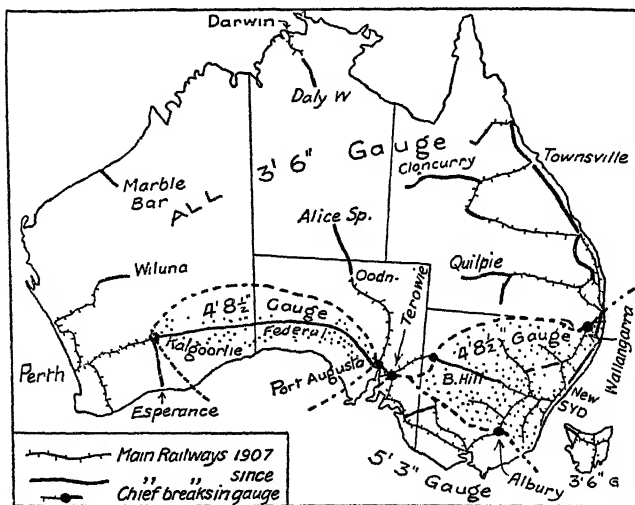 Darwin
Daly W
Marble
Bar
ALL 3' 6" Gauge
Cloncurry
Townsville
Alice Sp.
Wiluna
Oodn-
Quilpie
4' 8½"
Gauge
Federal
Kalgoorlie
Terowie
4' 8½" Gauge
Wallangarra
Perth
Port Augusta
B. Hill
New
SYD
Esperance
Main Railways 1907
" " since
Chief breaks in gauge
5' 3" Gauge
Albury
3' 6" G